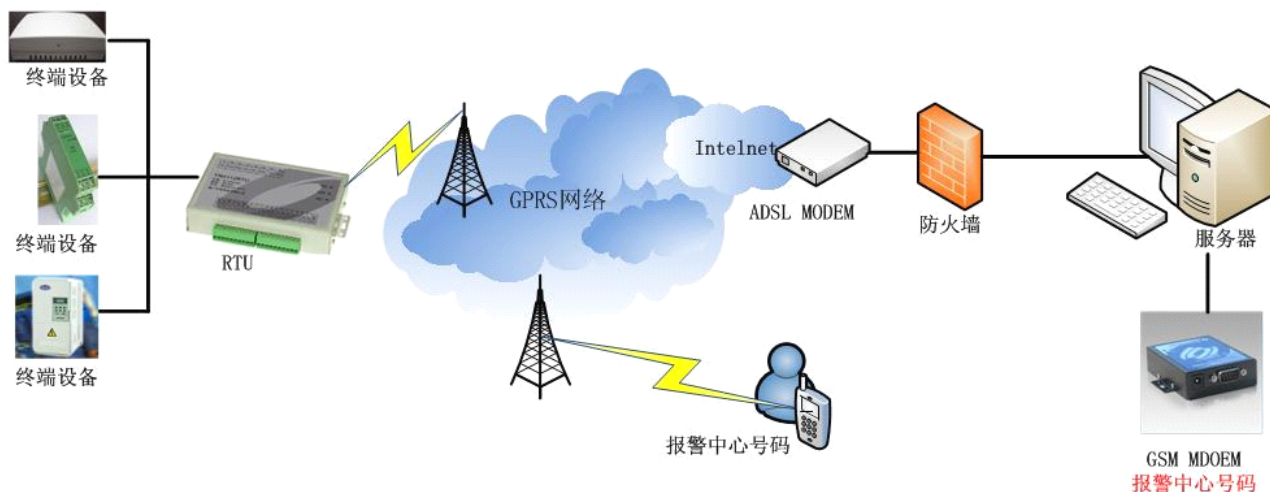 终端设备
终端设备
终端设备
RTU
GPRS网络
Intelnet
ADSL MODEM
防火墙
服务器
报警中心号码
GSM MDOEM
报警中心号码